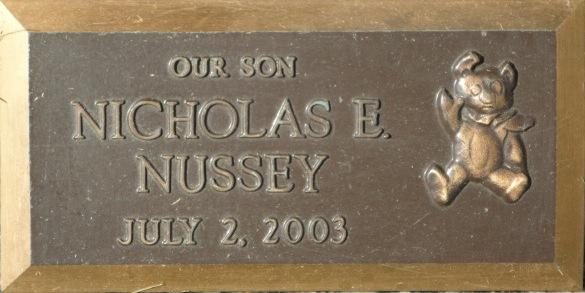 OUR SON
NICHOLAS E.
NUSSEY
JULY 2, 2003